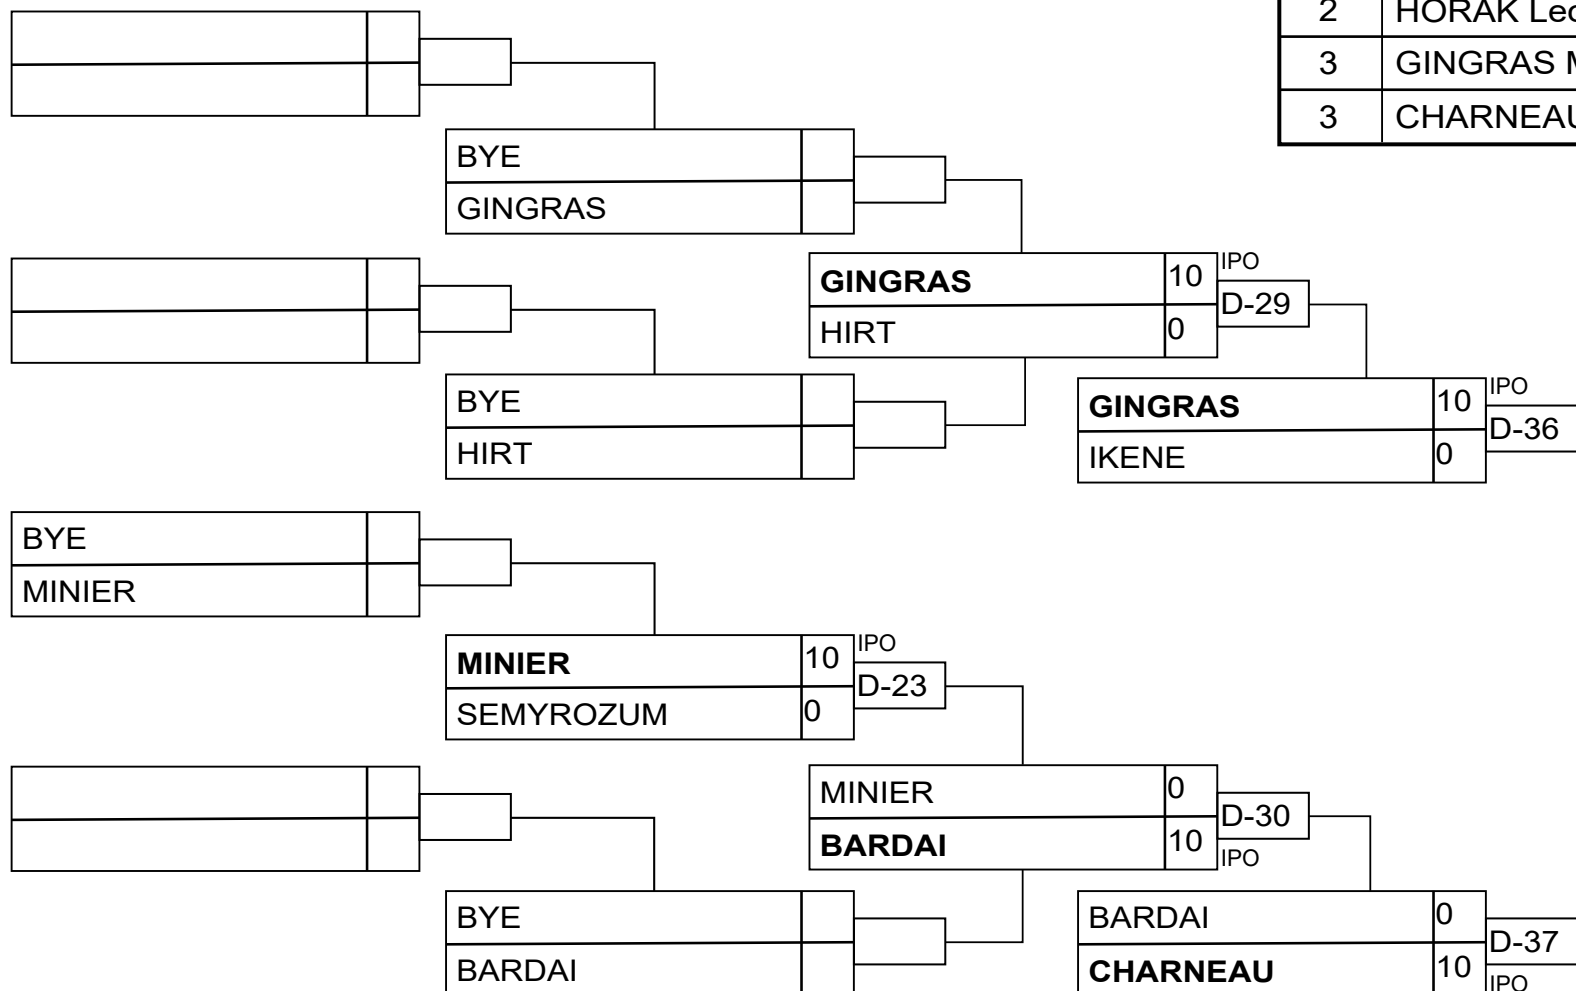 2 HORAK Leo
3 GINGRAS M
3 CHARNEAU
BYE
GINGRAS
GINGRAS 10 IPO
D-29
HIRT 0
BYE
HIRT
GINGRAS 10 IPO
D-36
IKENE 0
BYE
MINIER
MINIER 10 IPO
D-23
SEMYROZUM 0
MINIER 0
D-30
BARDAI 10 IPO
BYE
BARDAI
BARDAI 0
D-37
CHARNEAU 10 IPO